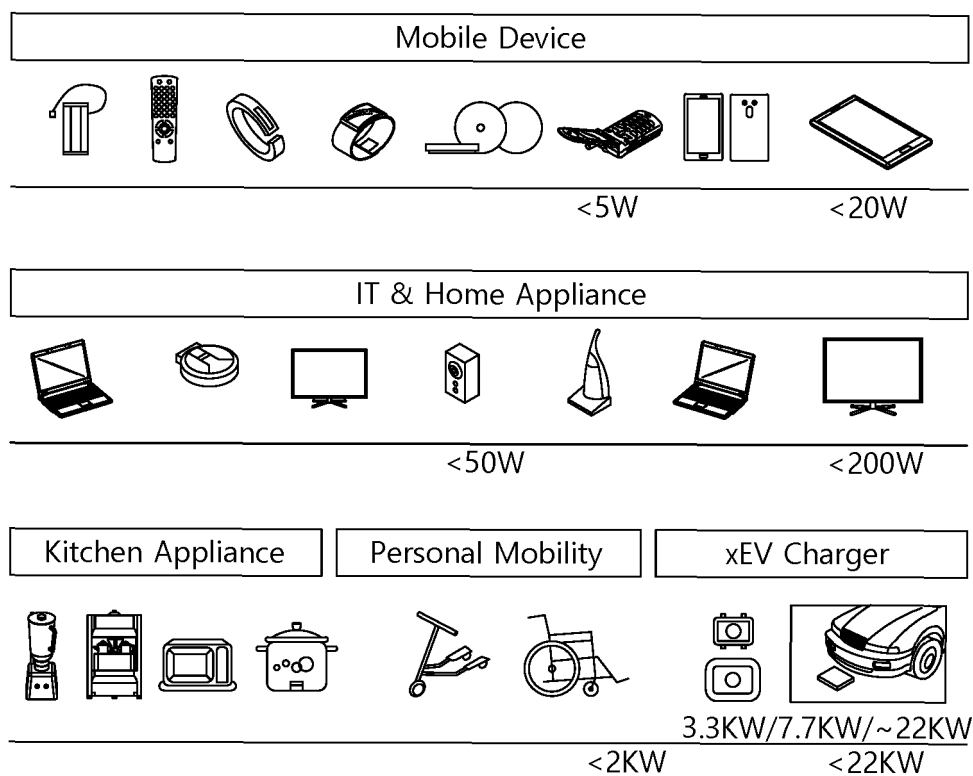 Mobile Device
<5W
<20W
IT & Home Appliance
<50W
<200W
Kitchen Appliance
Personal Mobility
xEV Charger
3.3KW/7.7KW/~22KW
<2KW
<22KW